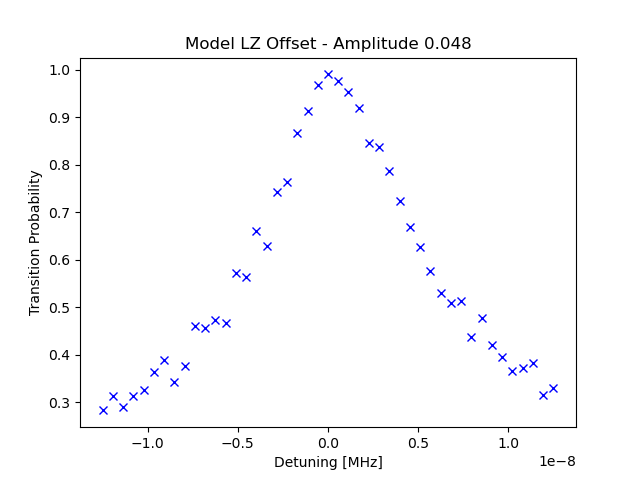 Model LZ Offset - Amplitude 0.048
Transition Probability
1.0
0.9
0.8
0.7
0.6
0.5
0.4
0.3
−1.0 −0.5 0.0 0.5 1.0
1e−8
Detuning [MHz]